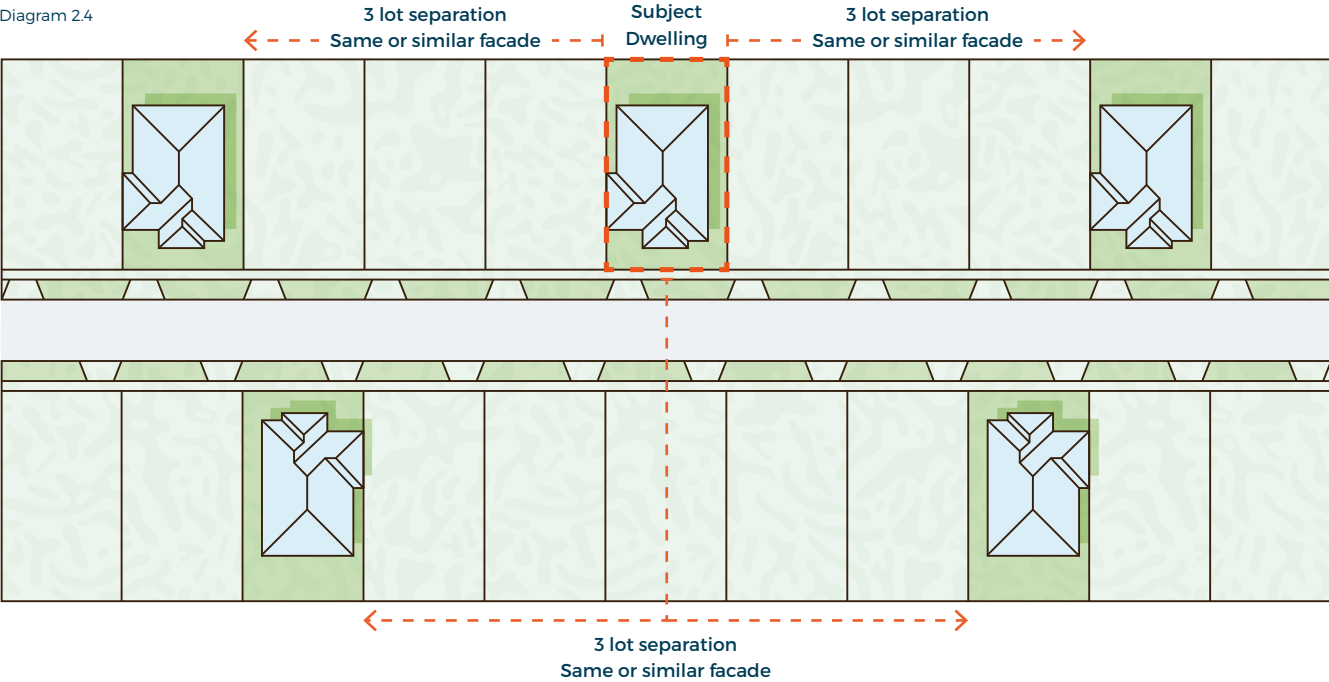 Diagram 2.4
3 lot separation
Same or similar facade
Subject
Dwelling
3 lot separation
Same or similar facade
3 lot separation
Same or similar facade